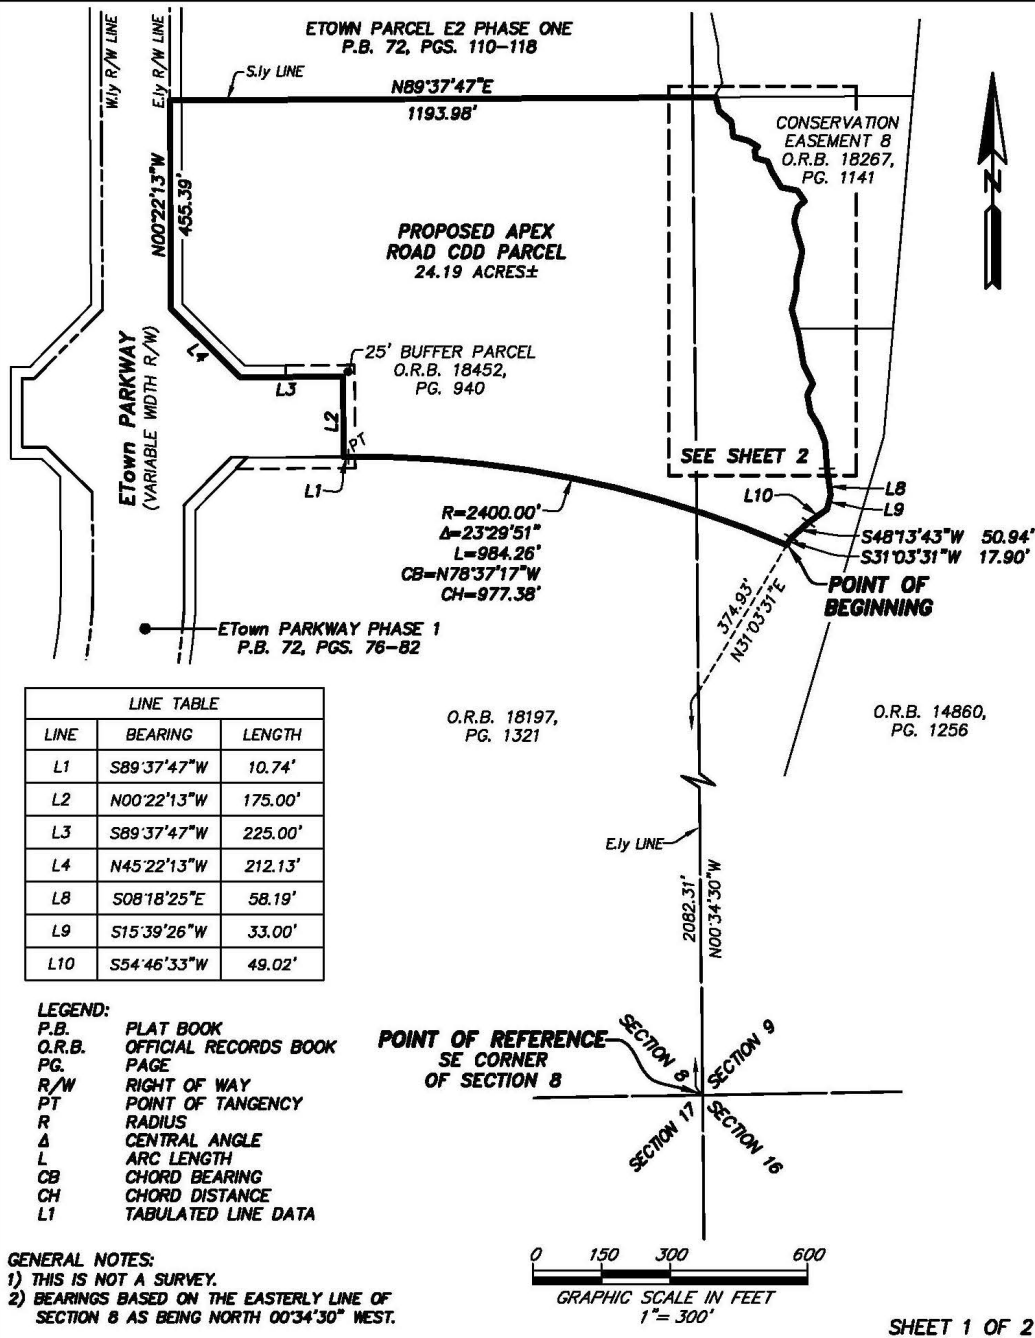 ETOWN PARCEL E2 PHASE ONE
P.B. 72, PGS. 110-118
W.ly R/W LINE
E.ly R/W LINE
S.ly LINE
N89°37'47"E
1193.98'
CONSERVATION
EASEMENT 8
O.R.B. 18267,
PG. 1141
N
N00°22'13"W
455.39'
PROPOSED APEX
ROAD CDD PARCEL
24.19 ACRES±
ETown PARKWAY
(VARIABLE WIDTH R/W)
L4
25' BUFFER PARCEL
O.R.B. 18452,
PG. 940
L3
L2
PT
L1
SEE SHEET 2
L10
L8
L9
S48°13'43"W 50.94'
S31°03'31"W 17.90'
R=2400.00'
Δ=23°29'51"
L=984.26'
CB=N78°37'17"W
CH=977.38'
POINT OF
BEGINNING
374.93'
N31°03'31"E
ETown PARKWAY PHASE 1
P.B. 72, PGS. 76-82
O.R.B. 18197,
PG. 1321
O.R.B. 14860,
PG. 1256
LINE TABLE
LINE BEARING LENGTH
L1 S89°37'47"W 10.74'
L2 N00°22'13"W 175.00'
L3 S89°37'47"W 225.00'
L4 N45°22'13"W 212.13'
L8 S08°18'25"E 58.19'
L9 S15°39'26"W 33.00'
L10 S54°46'33"W 49.02'
E.ly LINE
2082.31'
N00°34'30"W
LEGEND:
P.B. PLAT BOOK
O.R.B. OFFICIAL RECORDS BOOK
PG. PAGE
R/W RIGHT OF WAY
PT POINT OF TANGENCY
R RADIUS
Δ CENTRAL ANGLE
L ARC LENGTH
CB CHORD BEARING
CH CHORD DISTANCE
L1 TABULATED LINE DATA
POINT OF REFERENCE
SE CORNER
OF SECTION 8
SECTION 8
SECTION 9
SECTION 17
SECTION 16
GENERAL NOTES:
1) THIS IS NOT A SURVEY.
2) BEARINGS BASED ON THE EASTERLY LINE OF
SECTION 8 AS BEING NORTH 00°34'30" WEST.
0 150 300 600
GRAPHIC SCALE IN FEET
1"= 300'
SHEET 1 OF 2